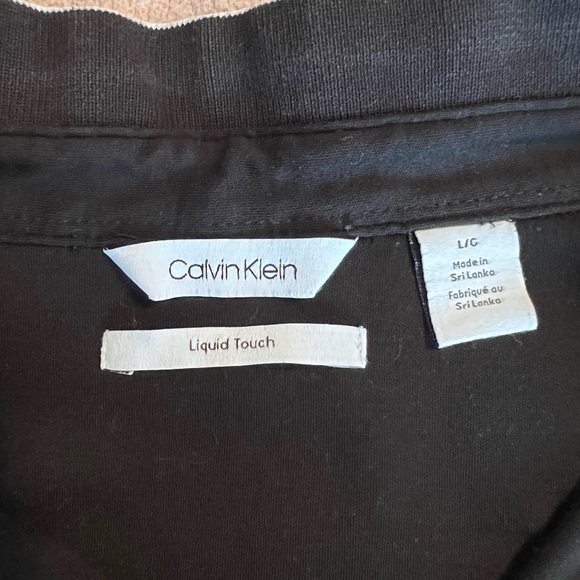 Calvin Klein
Liquid Touch
L/G
Made in
Sri Lanka
Fabriqué au
Sri Lanka